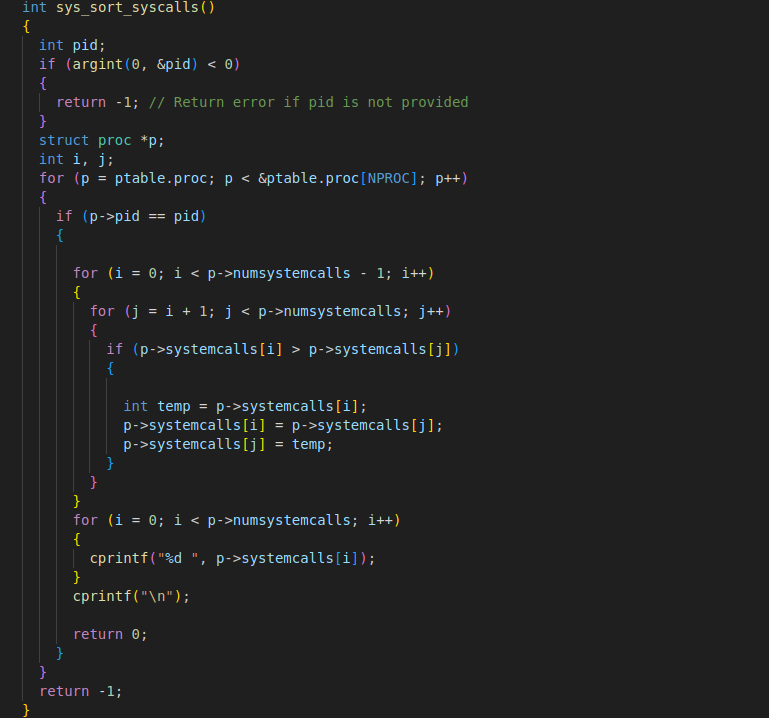 int sys_sort_syscalls()
{
  int pid;
  if (argint(0, &pid) < 0)
  {
    return -1; // Return error if pid is not provided
  }
  struct proc *p;
  int i, j;
  for (p = ptable.proc; p < &ptable.proc[NPROC]; p++)
  {
    if (p->pid == pid)
    {

      for (i = 0; i < p->numsystemcalls - 1; i++)
      {
        for (j = i + 1; j < p->numsystemcalls; j++)
        {
          if (p->systemcalls[i] > p->systemcalls[j])
          {

            int temp = p->systemcalls[i];
            p->systemcalls[i] = p->systemcalls[j];
            p->systemcalls[j] = temp;
          }
        }
      }
      for (i = 0; i < p->numsystemcalls; i++)
      {
        cprintf("%d ", p->systemcalls[i]);
      }
      cprintf("\n");

      return 0;
    }
  }
  return -1;
}